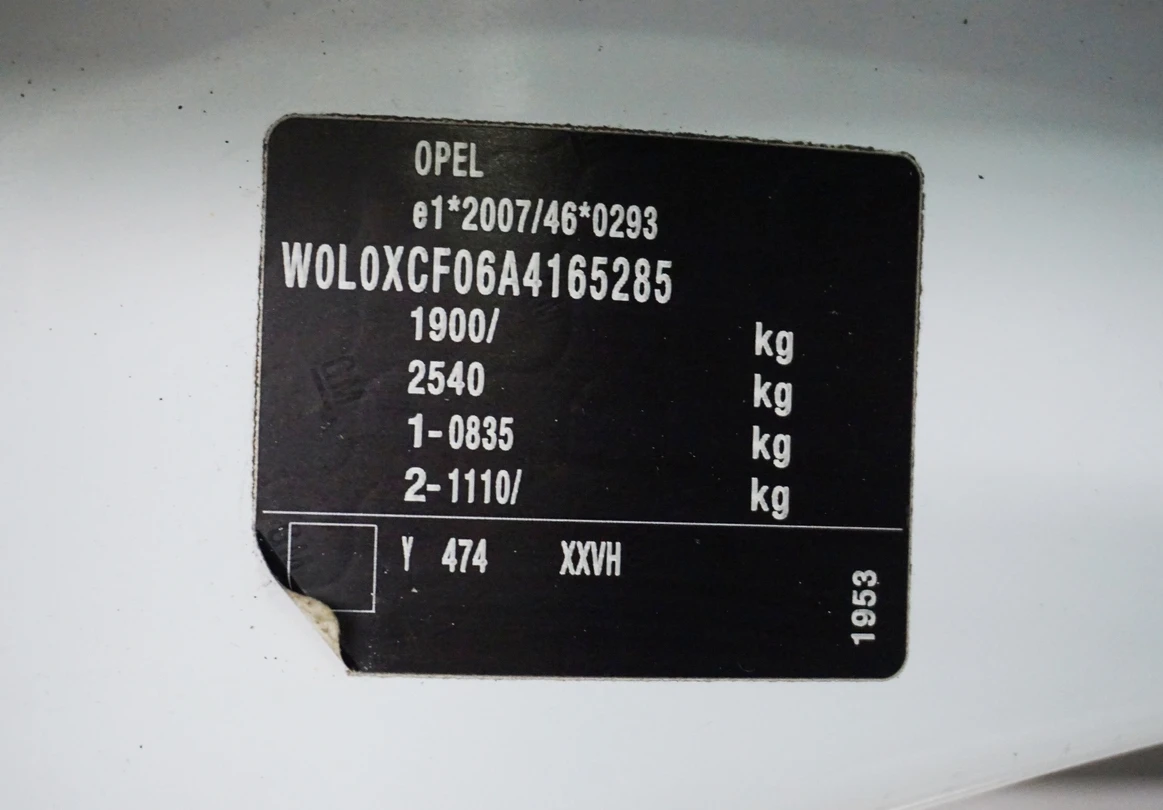 OPEL
e1*2007/46*0293
W0L0XCF06A4165285
1900/ kg
2540 kg
1-0835 kg
2-1110/ kg
Y 474 XXVH
1953